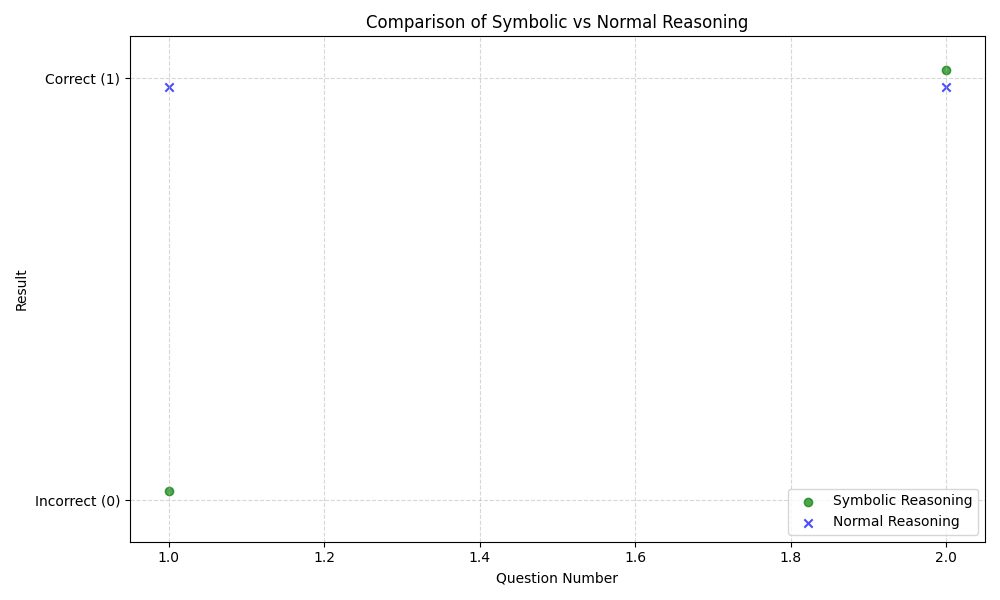 Comparison of Symbolic vs Normal Reasoning
Correct (1)
Result
Incorrect (0)
Symbolic Reasoning
Normal Reasoning
1.0 1.2 1.4 1.6 1.8 2.0
Question Number